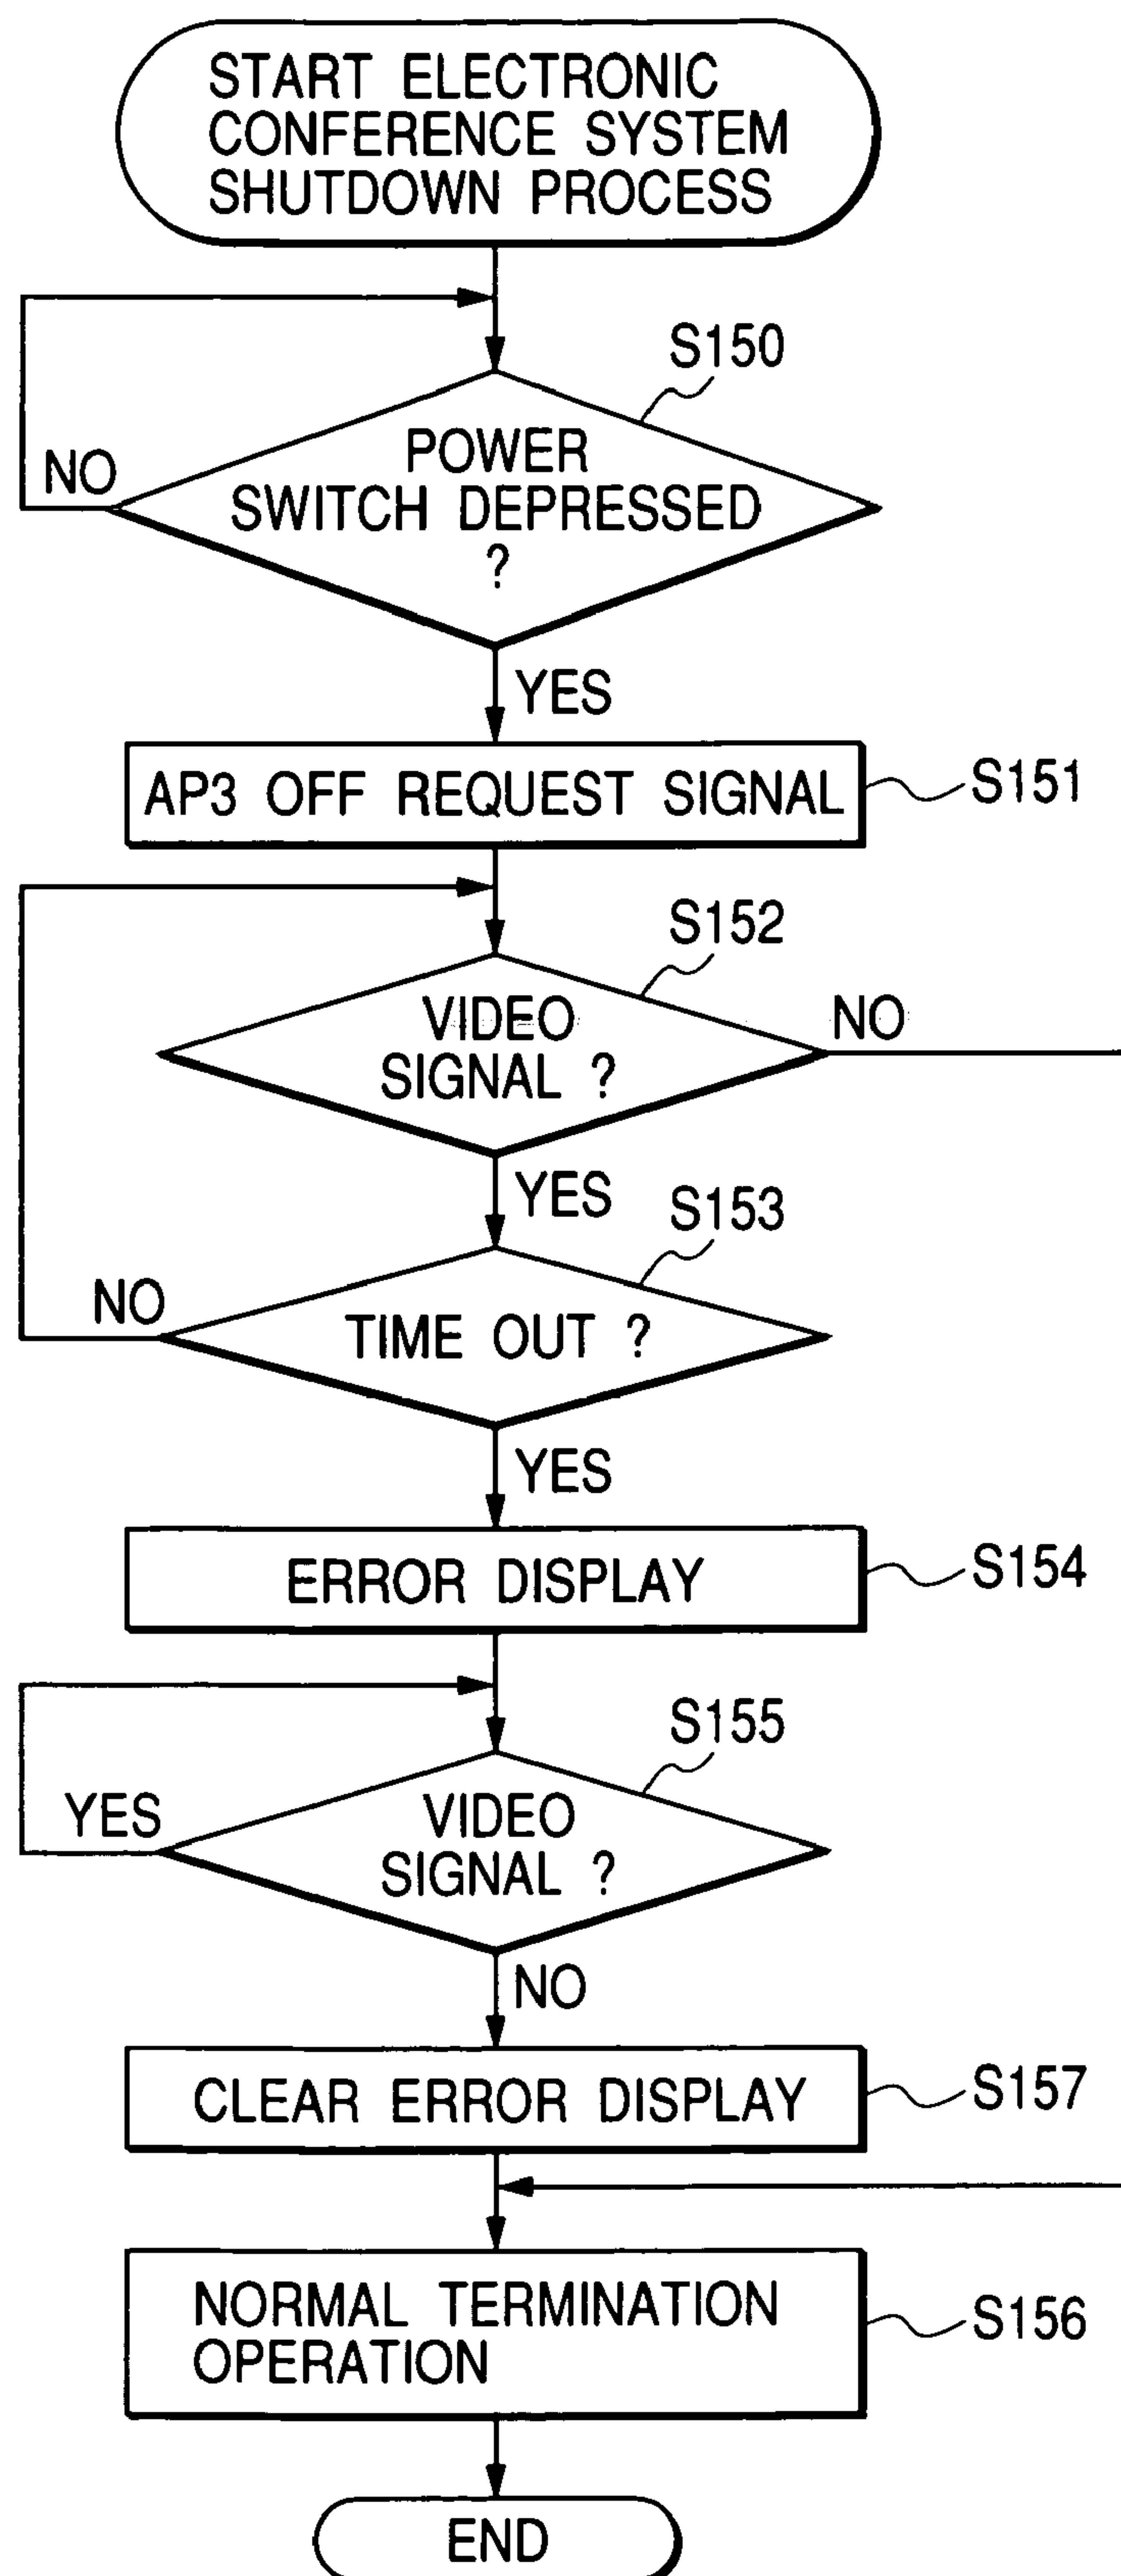 START ELECTRONIC
CONFERENCE SYSTEM
SHUTDOWN PROCESS
S150
NO
POWER
SWITCH DEPRESSED
?
YES
AP3 OFF REQUEST SIGNAL
S151
S152
VIDEO
SIGNAL ?
NO
YES
S153
NO
TIME OUT ?
YES
ERROR DISPLAY
S154
S155
YES
VIDEO
SIGNAL ?
NO
CLEAR ERROR DISPLAY
S157
NORMAL TERMINATION
OPERATION
S156
END